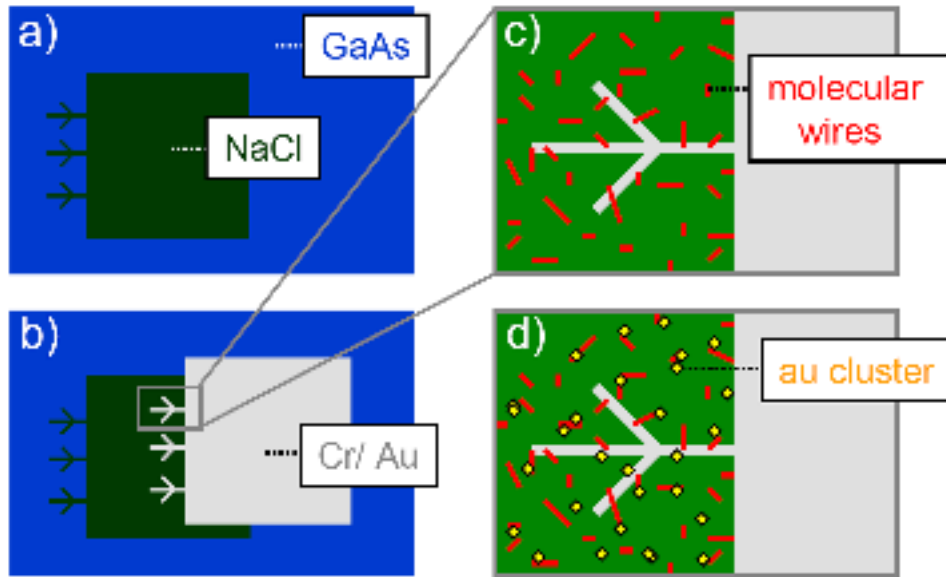 a)
GaAs
NaCl
b)
Cr/ Au
c)
molecular
wires
d)
au cluster